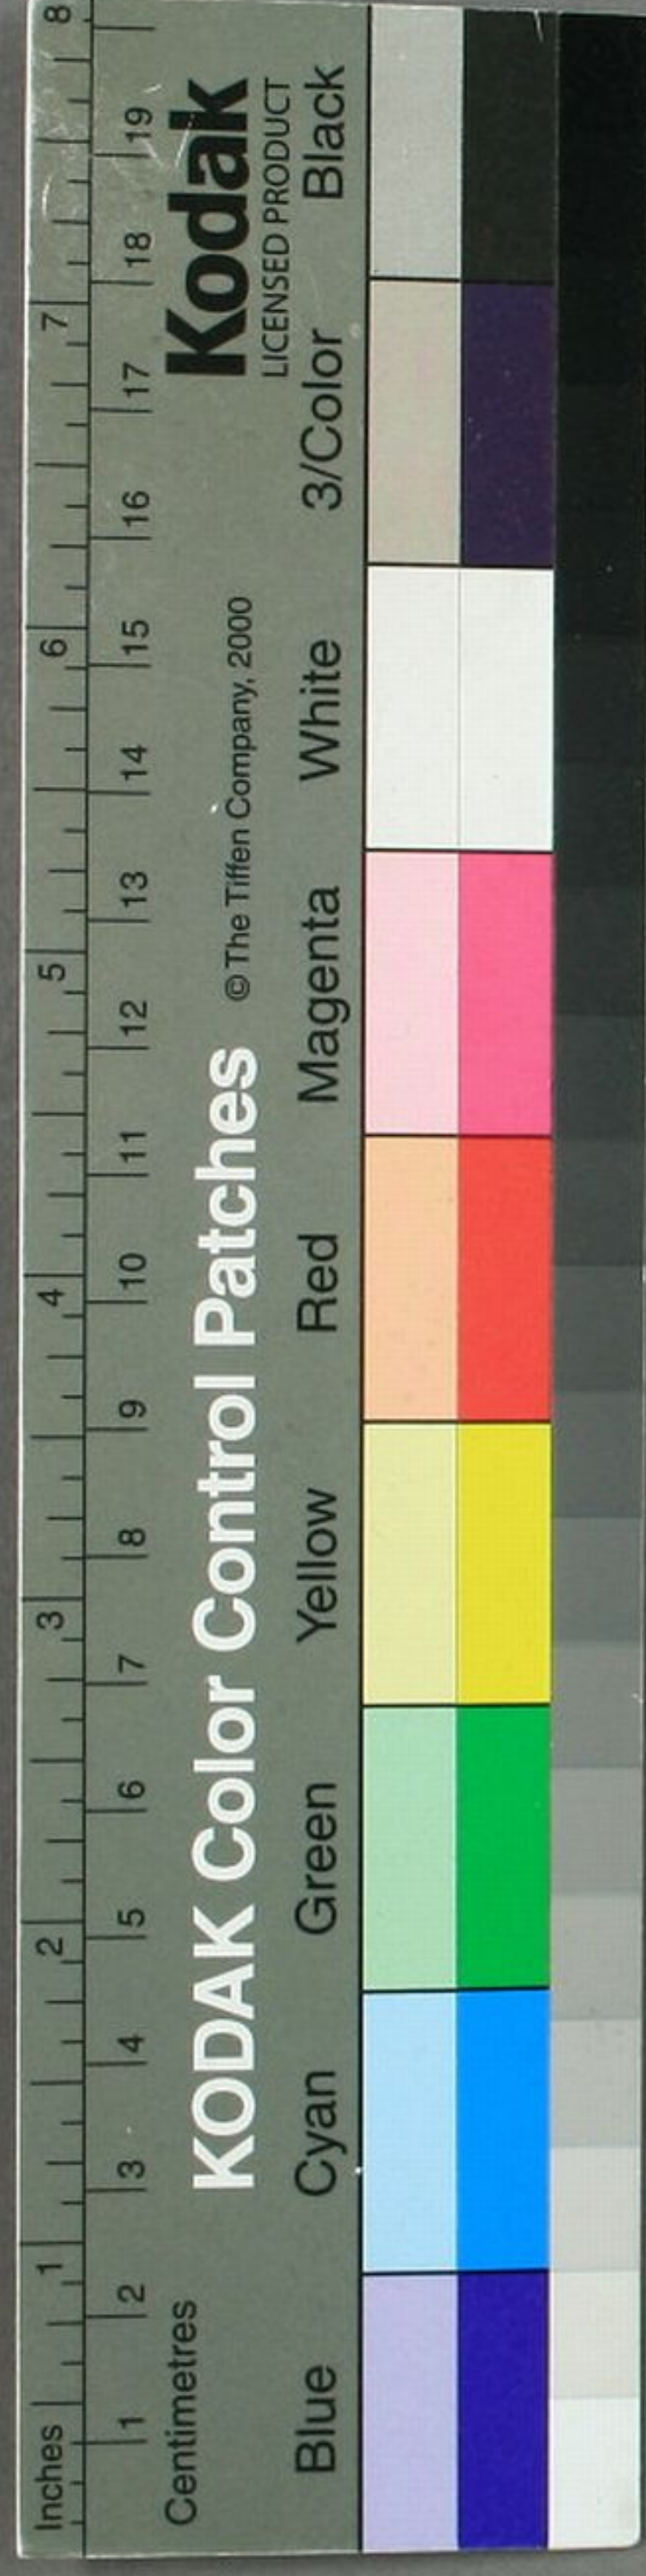 Inches 1 2 3 4 5 6 7 8
1 2 3 4 5 6 7 8 9 10 11 12 13 14 15 16 17 18 19
Centimetres
KODAK Color Control Patches © The Tiffen Company, 2000 Kodak
LICENSED PRODUCT
Blue Cyan Green Yellow Red Magenta White 3/Color Black